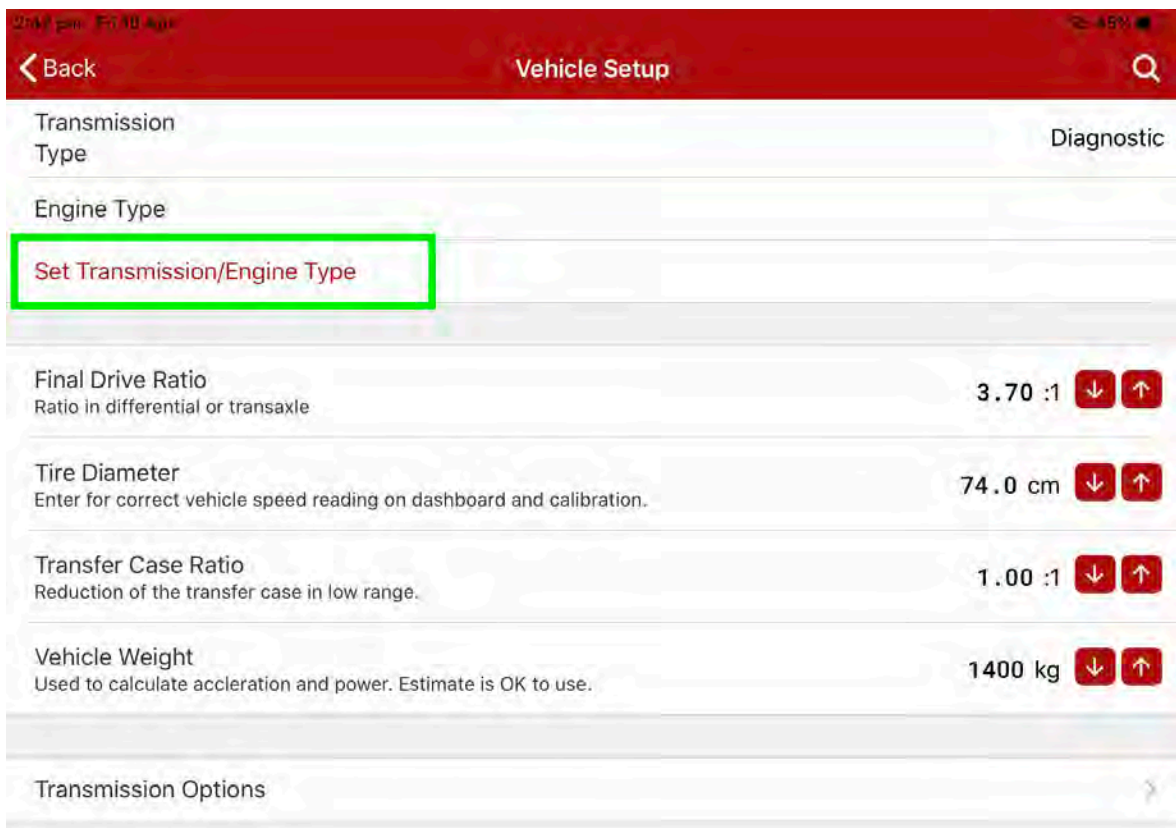 45%
Back
Vehicle Setup
Transmission
Type
Diagnostic
Engine Type
Set Transmission/Engine Type
Final Drive Ratio
Ratio in differential or transaxle
3.70 :1
Tire Diameter
Enter for correct vehicle speed reading on dashboard and calibration.
74.0 cm
Transfer Case Ratio
Reduction of the transfer case in low range.
1.00 :1
Vehicle Weight
Used to calculate accleration and power. Estimate is OK to use.
1400 kg
Transmission Options